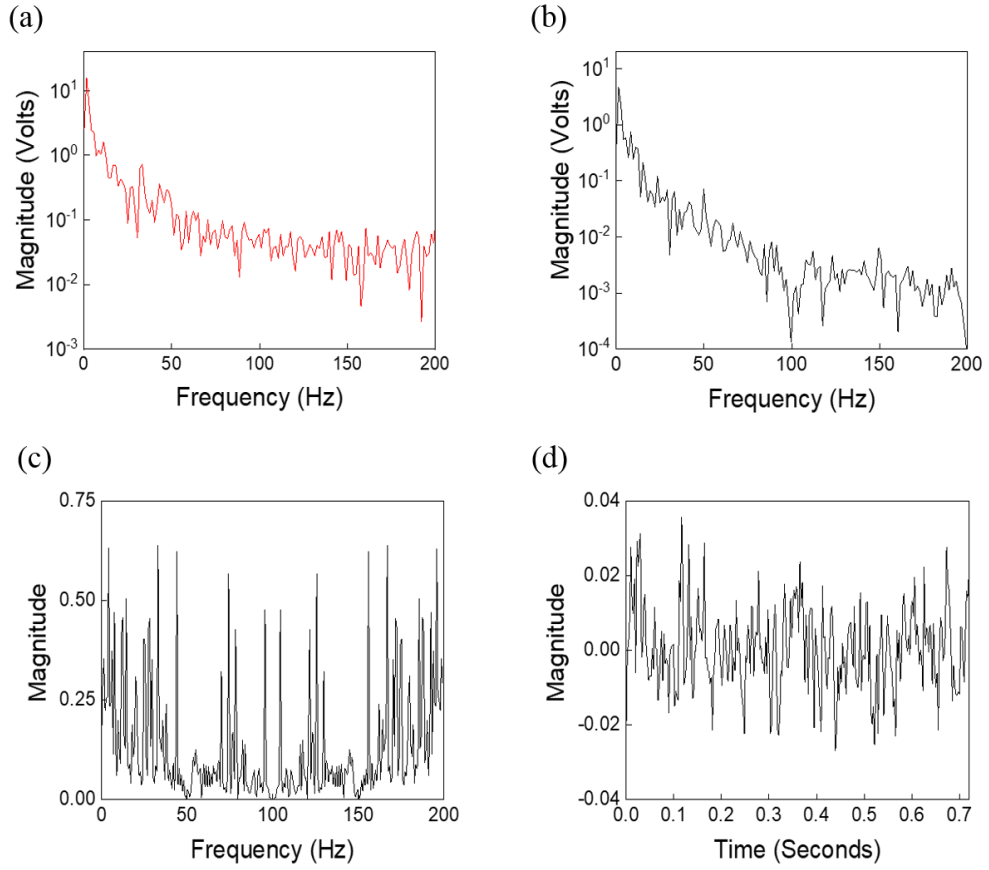 (a)
10^1
10^0
10^-1
10^-2
10^-3
Magnitude (Volts)
0 50 100 150 200
Frequency (Hz)
(b)
10^1
10^0
10^-1
10^-2
10^-3
10^-4
Magnitude (Volts)
0 50 100 150 200
Frequency (Hz)
(c)
0.75
0.50
0.25
0.00
Magnitude
0 50 100 150 200
Frequency (Hz)
(d)
0.04
0.02
0.00
-0.02
-0.04
Magnitude
0.0 0.1 0.2 0.3 0.4 0.5 0.6 0.7
Time (Seconds)